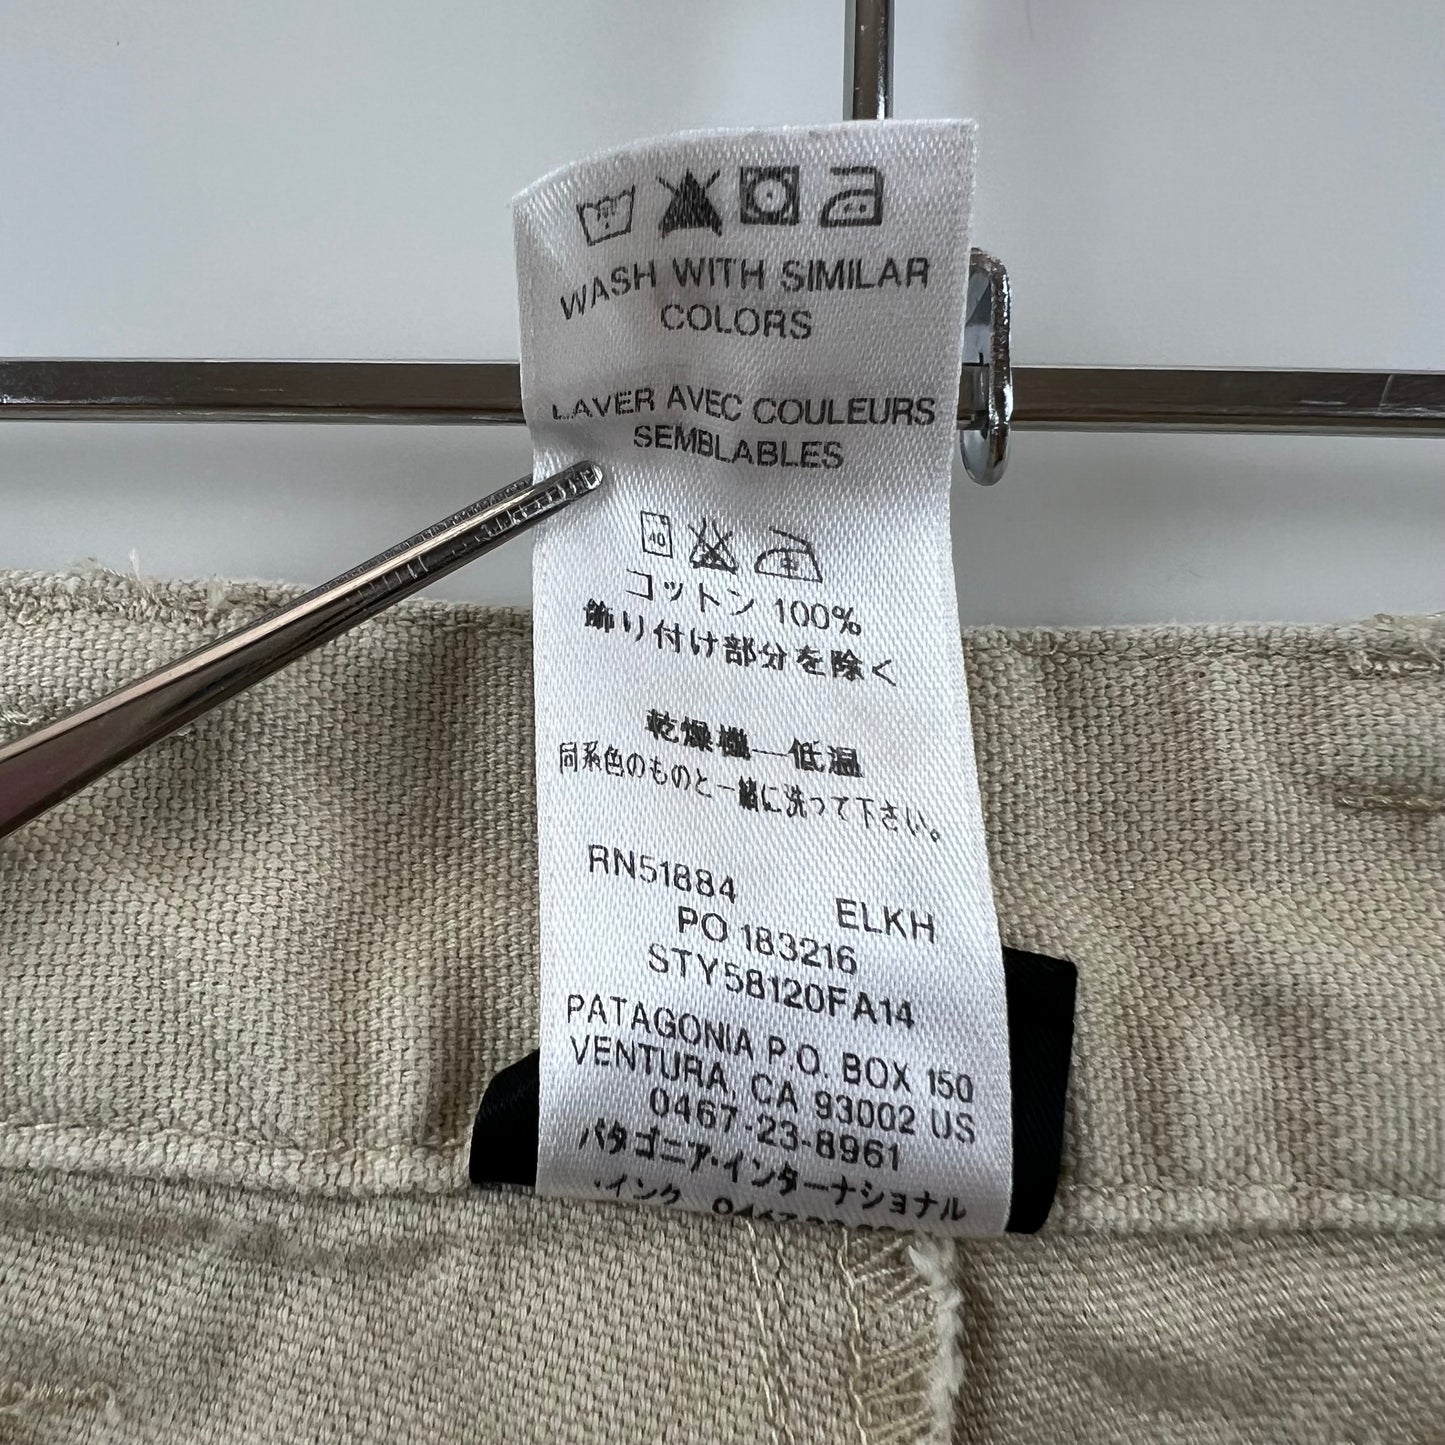 WASH WITH SIMILAR
COLORS
LAVER AVEC COULEURS
SEMBLABLES
40
コットン 100%
飾り付け部分を除く
乾燥機—低温
同系色のものと一緒に洗って下さい。
RN51884
ELKH
PO 183216
STY58120FA14
PATAGONIA P.O. BOX 150
VENTURA, CA 93002 US
0467-23-8961
パタゴニア・インターナショナル
・インク